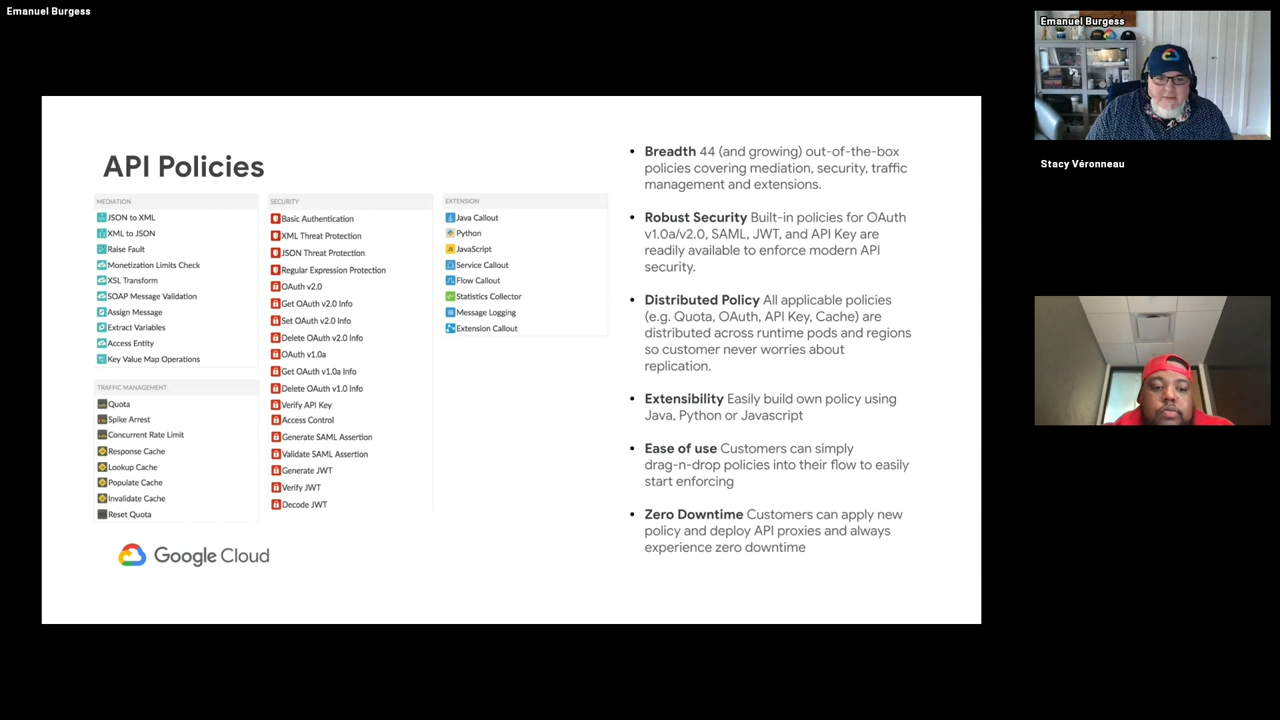 Emanuel Burgess
Emanuel Burgess
Stacy Véronneau
API Policies
MEDIATION
JSON to XML
XML to JSON
Raise Fault
Monetization Limits Check
XSL Transform
SOAP Message Validation
Assign Message
Extract Variables
Access Entity
Key Value Map Operations
TRAFFIC MANAGEMENT
Quota
Spike Arrest
Concurrent Rate Limit
Response Cache
Lookup Cache
Populate Cache
Invalidate Cache
Reset Quota
SECURITY
Basic Authentication
XML Threat Protection
JSON Threat Protection
Regular Expression Protection
OAuth v2.0
Get OAuth v2.0 Info
Set OAuth v2.0 Info
Delete OAuth v2.0 Info
OAuth v1.0a
Get OAuth v1.0a Info
Delete OAuth v1.0 Info
Verify API Key
Access Control
Generate SAML Assertion
Validate SAML Assertion
Generate JWT
Verify JWT
Decode JWT
EXTENSION
Java Callout
Python
JavaScript
Service Callout
Flow Callout
Statistics Collector
Message Logging
Extension Callout
• Breadth 44 (and growing) out-of-the-box
policies covering mediation, security, traffic
management and extensions.
• Robust Security Built-in policies for OAuth
v1.0a/v2.0, SAML, JWT, and API Key are
readily available to enforce modern API
security.
• Distributed Policy All applicable policies
(e.g. Quota, OAuth, API Key, Cache) are
distributed across runtime pods and regions
so customer never worries about
replication.
• Extensibility Easily build own policy using
Java, Python or Javascript
• Ease of use Customers can simply
drag-n-drop policies into their flow to easily
start enforcing
• Zero Downtime Customers can apply new
policy and deploy API proxies and always
experience zero downtime
Google Cloud